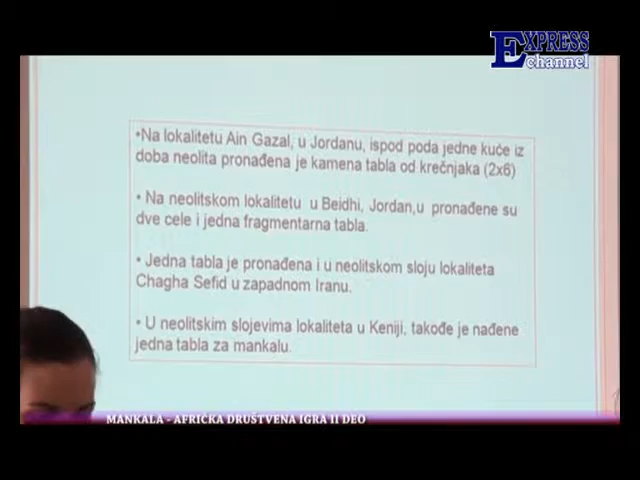 EXPRESS
channel
•Na lokalitetu Ain Gazal, u Jordanu, ispod poda jedne kuće iz
doba neolita pronađena je kamena tabla od krečnjaka (2x6)
• Na neolitskom lokalitetu u Beidhi, Jordan,u pronađene su
dve cele i jedna fragmentarna tabla.
• Jedna tabla je pronađena i u neolitskom sloju lokaliteta
Chagha Sefid u zapadnom Iranu.
• U neolitskim slojevima lokaliteta u Keniji, takođe je nađene
jedna tabla za mankalu.
MANKALA - AFRIČKA DRUŠTVENA IGRA II DEO